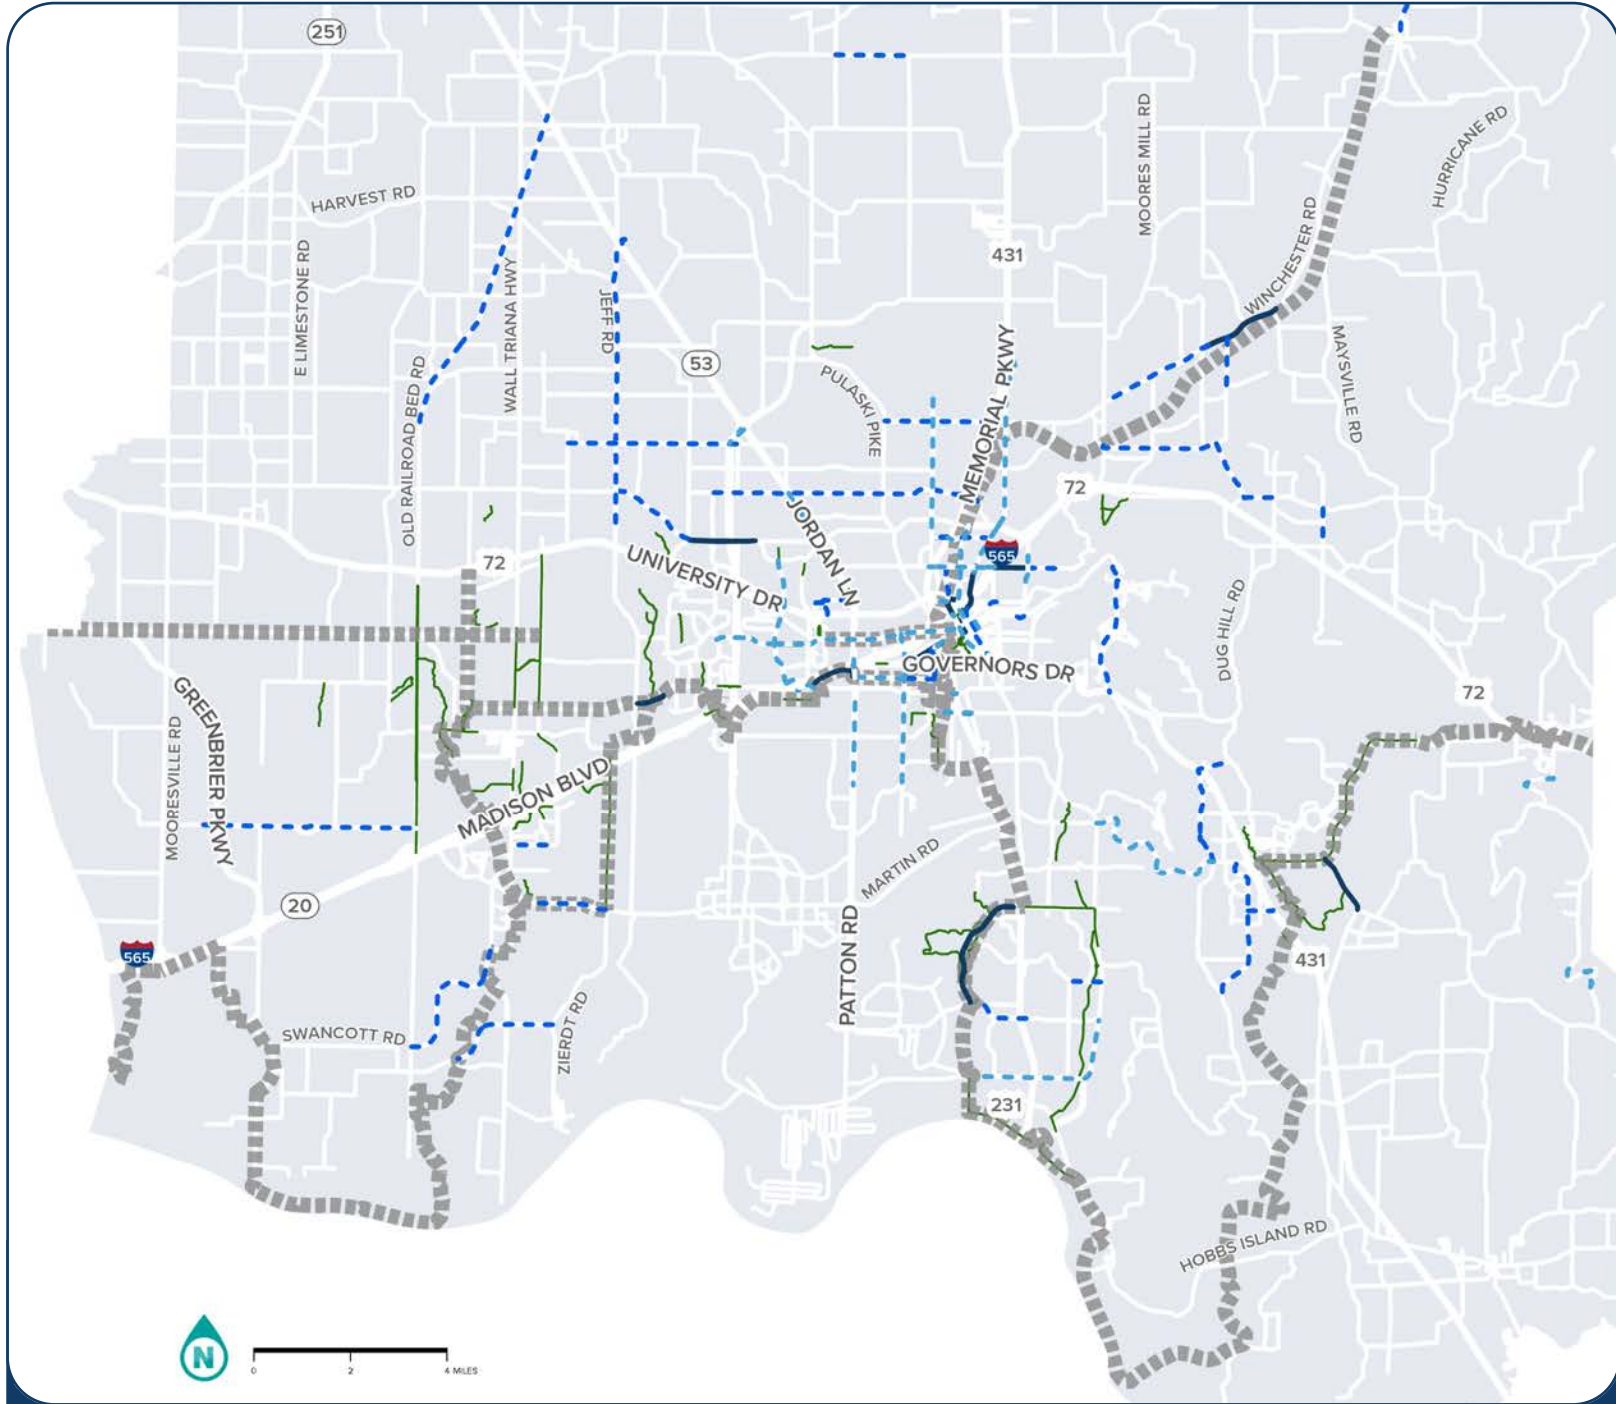 251
MOORES MILL RD
HURRICANE RD
HARVEST RD
WINCHESTER RD
E LIMESTONE RD
WALL TRIANA HWY
431
JEFF RD
MEMORIAL PKWY
MAYSVILLE RD
53
OLD RAILROAD BED RD
PULASKI PIKE
72
JORDAN LN
72
UNIVERSITY DR
565
DUG HILL RD
GOVERNORS DR
72
GREENBRIER PKWY
MOORESVILLE RD
MADISON BLVD
MARTIN RD
20
PATTON RD
565
431
SWANCOTT RD
ZIERDT RD
231
HOBBS ISLAND RD
N
0 2 4 MILES